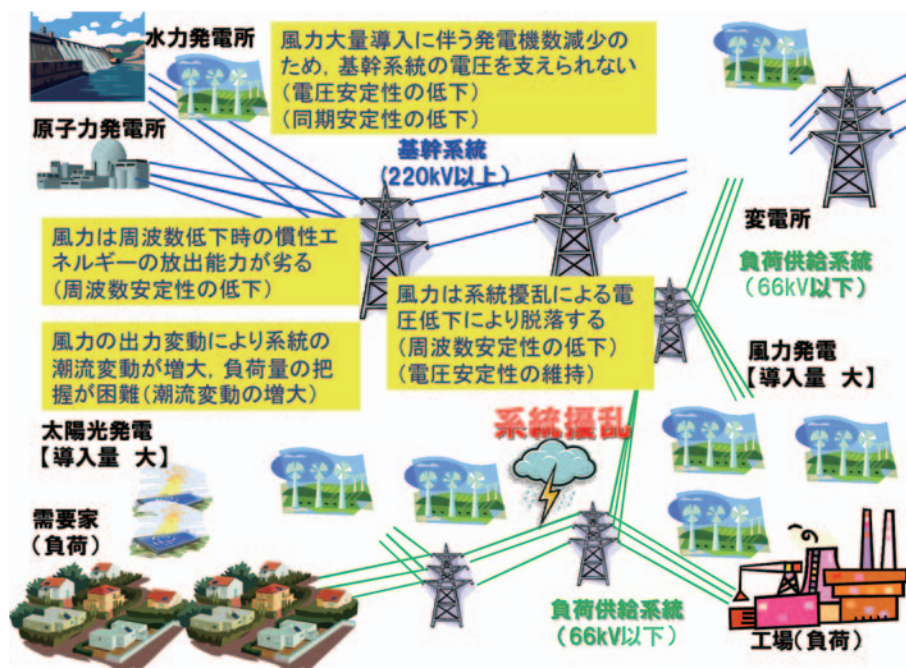 水力発電所
風力大量導入に伴う発電機数減少の
ため，基幹系統の電圧を支えられない
(電圧安定性の低下)
(同期安定性の低下)
原子力発電所
基幹系統
(220kV以上)
変電所
風力は周波数低下時の慣性エ
ネルギーの放出能力が劣る
(周波数安定性の低下)
負荷供給系統
(66kV以下)
風力は系統擾乱による電
圧低下により脱落する
(周波数安定性の低下)
(電圧安定性の維持)
風力の出力変動により系統の
潮流変動が増大，負荷量の把
握が困難(潮流変動の増大)
風力発電
【導入量　大】
太陽光発電
【導入量　大】
系統擾乱
需要家
(負荷)
負荷供給系統
(66kV以下)
工場(負荷)